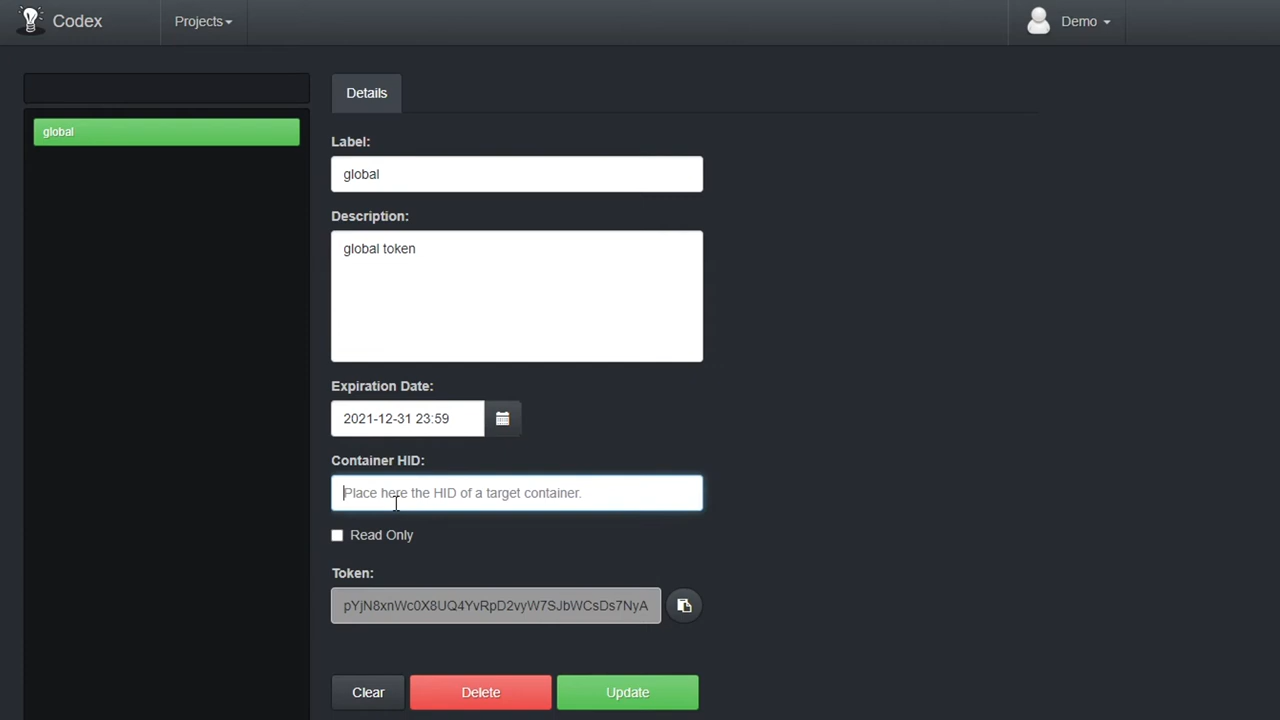 Codex
Projects
Demo
global
Details
Label:
global
Description:
global token
Expiration Date:
2021-12-31 23:59
Container HID:
Place here the HID of a target container.
Read Only
Token:
pYjN8xnWc0X8UQ4YvRpD2vyW7SJbWCsDs7NyA
Clear
Delete
Update